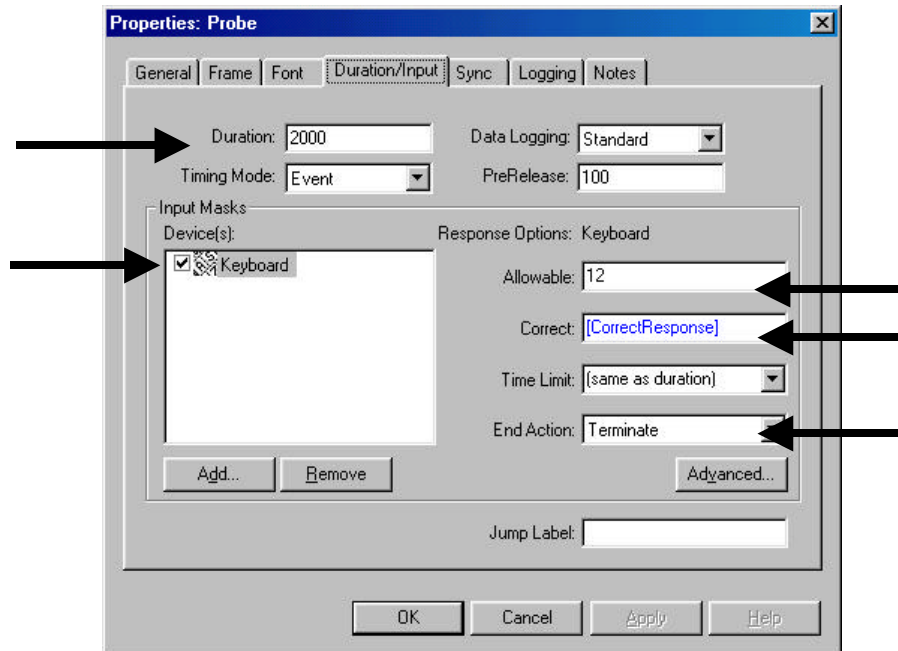 Properties: Probe
General Frame Font Duration/Input Sync Logging Notes
Duration: 2000 Data Logging: Standard
Timing Mode: Event PreRelease: 100
Input Masks
Device(s): Response Options: Keyboard
Keyboard
Allowable: 12
Correct: [CorrectResponse]
Time Limit: (same as duration)
End Action: Terminate
Add... Remove Advanced...
Jump Label:
OK Cancel Apply Help